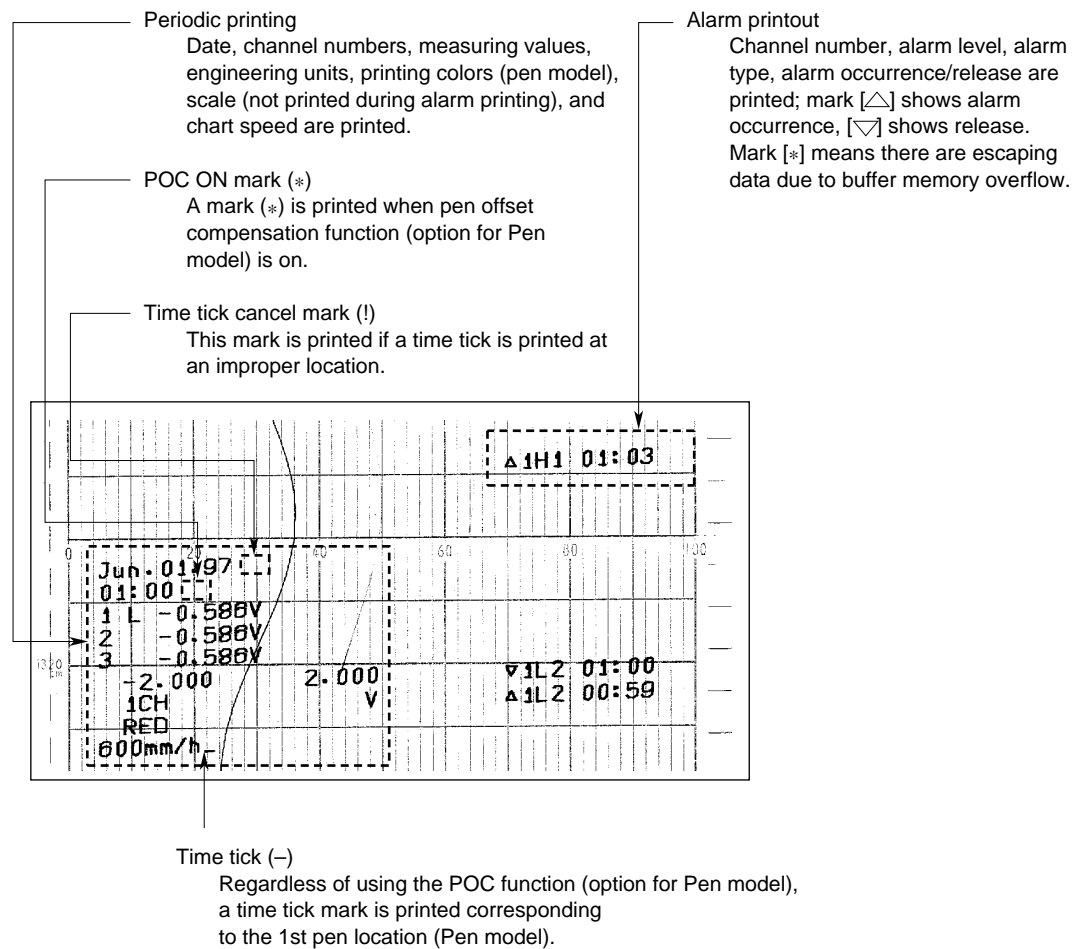 Periodic printing
Date, channel numbers, measuring values,
engineering units, printing colors (pen model),
scale (not printed during alarm printing), and
chart speed are printed.
POC ON mark (*)
A mark (*) is printed when pen offset
compensation function (option for Pen
model) is on.
Time tick cancel mark (!)
This mark is printed if a time tick is printed at
an improper location.
Alarm printout
Channel number, alarm level, alarm
type, alarm occurrence/release are
printed; mark [△] shows alarm
occurrence, [▽] shows release.
Mark [*] means there are escaping
data due to buffer memory overflow.
△1H1 01:03
0 20 40 60 80 100
Jun.01.97
01:00
1 L -0.586V
2 -0.586V
3 -0.586V
-2.000 2.000
1CH V
RED
600mm/h_
▽1L2 01:00
△1L2 00:59
Time tick (–)
Regardless of using the POC function (option for Pen model),
a time tick mark is printed corresponding
to the 1st pen location (Pen model).